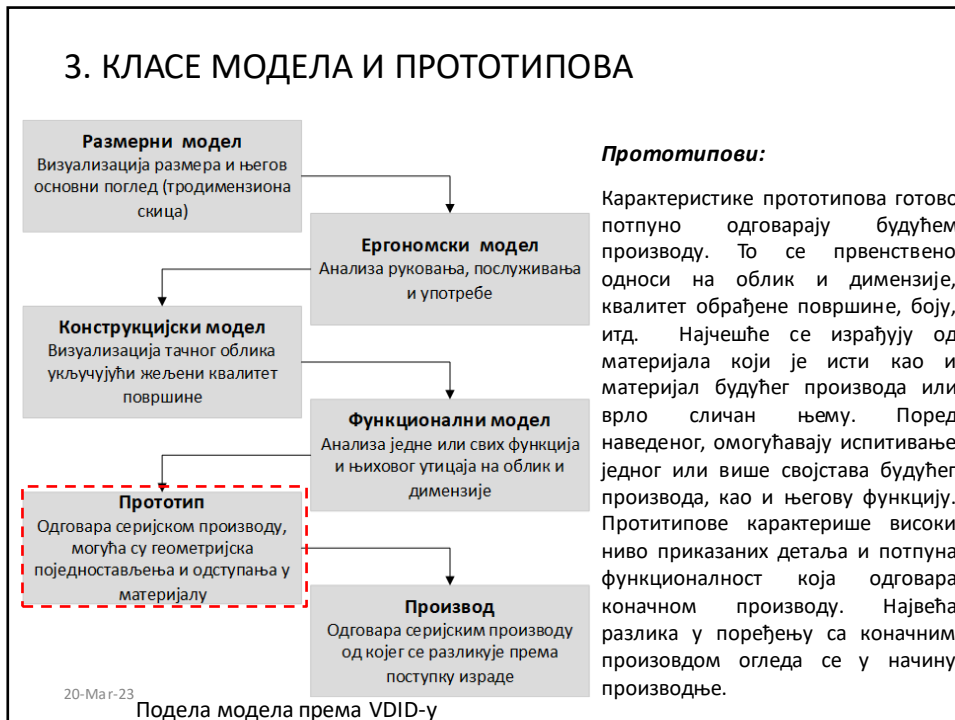 3. КЛАСЕ МОДЕЛА И ПРОТОТИПОВА
Размерни модел
Визуализација размера и његов
основни поглед (тродимензиона
скица)
Ергономски модел
Анализа руковања, послуживања
и употребе
Конструкцијски модел
Визуализација тачног облика
укључујући жељени квалитет
површине
Функционални модел
Анализа једне или свих функција
и њиховог утицаја на облик и
димензије
Прототип
Одговара серијском производу,
могућа су геометријска
поједностављења и одступања у
материјалу
Производ
Одговара серијским производу
од којег се разликује према
поступку израде
Прототипови:
Карактеристике прототипова готово
потпуно одговарају будућем
производу. То се првенствено
односи на облик и димензије,
квалитет обрађене површине, боју,
итд. Најчешће се израђују од
материјала који је исти као и
материјал будућег производа или
врло сличан њему. Поред
наведеног, омогућавају испитивање
једног или више својстава будућег
производа, као и његову функцију.
Протитипове карактерише високи
ниво приказаних детаља и потпуна
функционалност која одговара
коначном производу. Највећа
разлика у поређењу са коначним
произовдом огледа се у начину
производње.
20-Mar-23
Подела модела према VDID-у